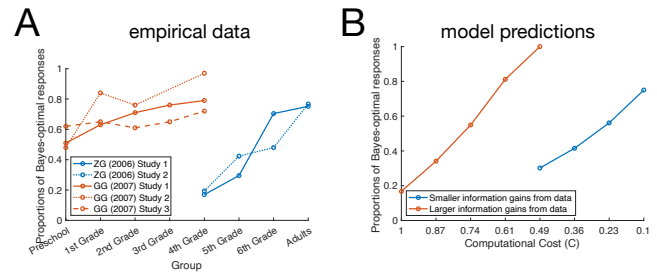 A
empirical data
Proportions of Bayes-optimal responses
1
0.8
0.6
0.4
0.2
0
ZG (2006) Study 1
ZG (2006) Study 2
GG (2007) Study 1
GG (2007) Study 2
GG (2007) Study 3
Preschool
1st Grade
2nd Grade
3rd Grade
4th Grade
5th Grade
6th Grade
Adults
Group
B
model predictions
Proportions of Bayes-optimal responses
1
0.8
0.6
0.4
0.2
0
Smaller information gains from data
Larger information gains from data
1 0.87 0.74 0.61 0.49 0.36 0.23 0.1
Computational Cost (C)